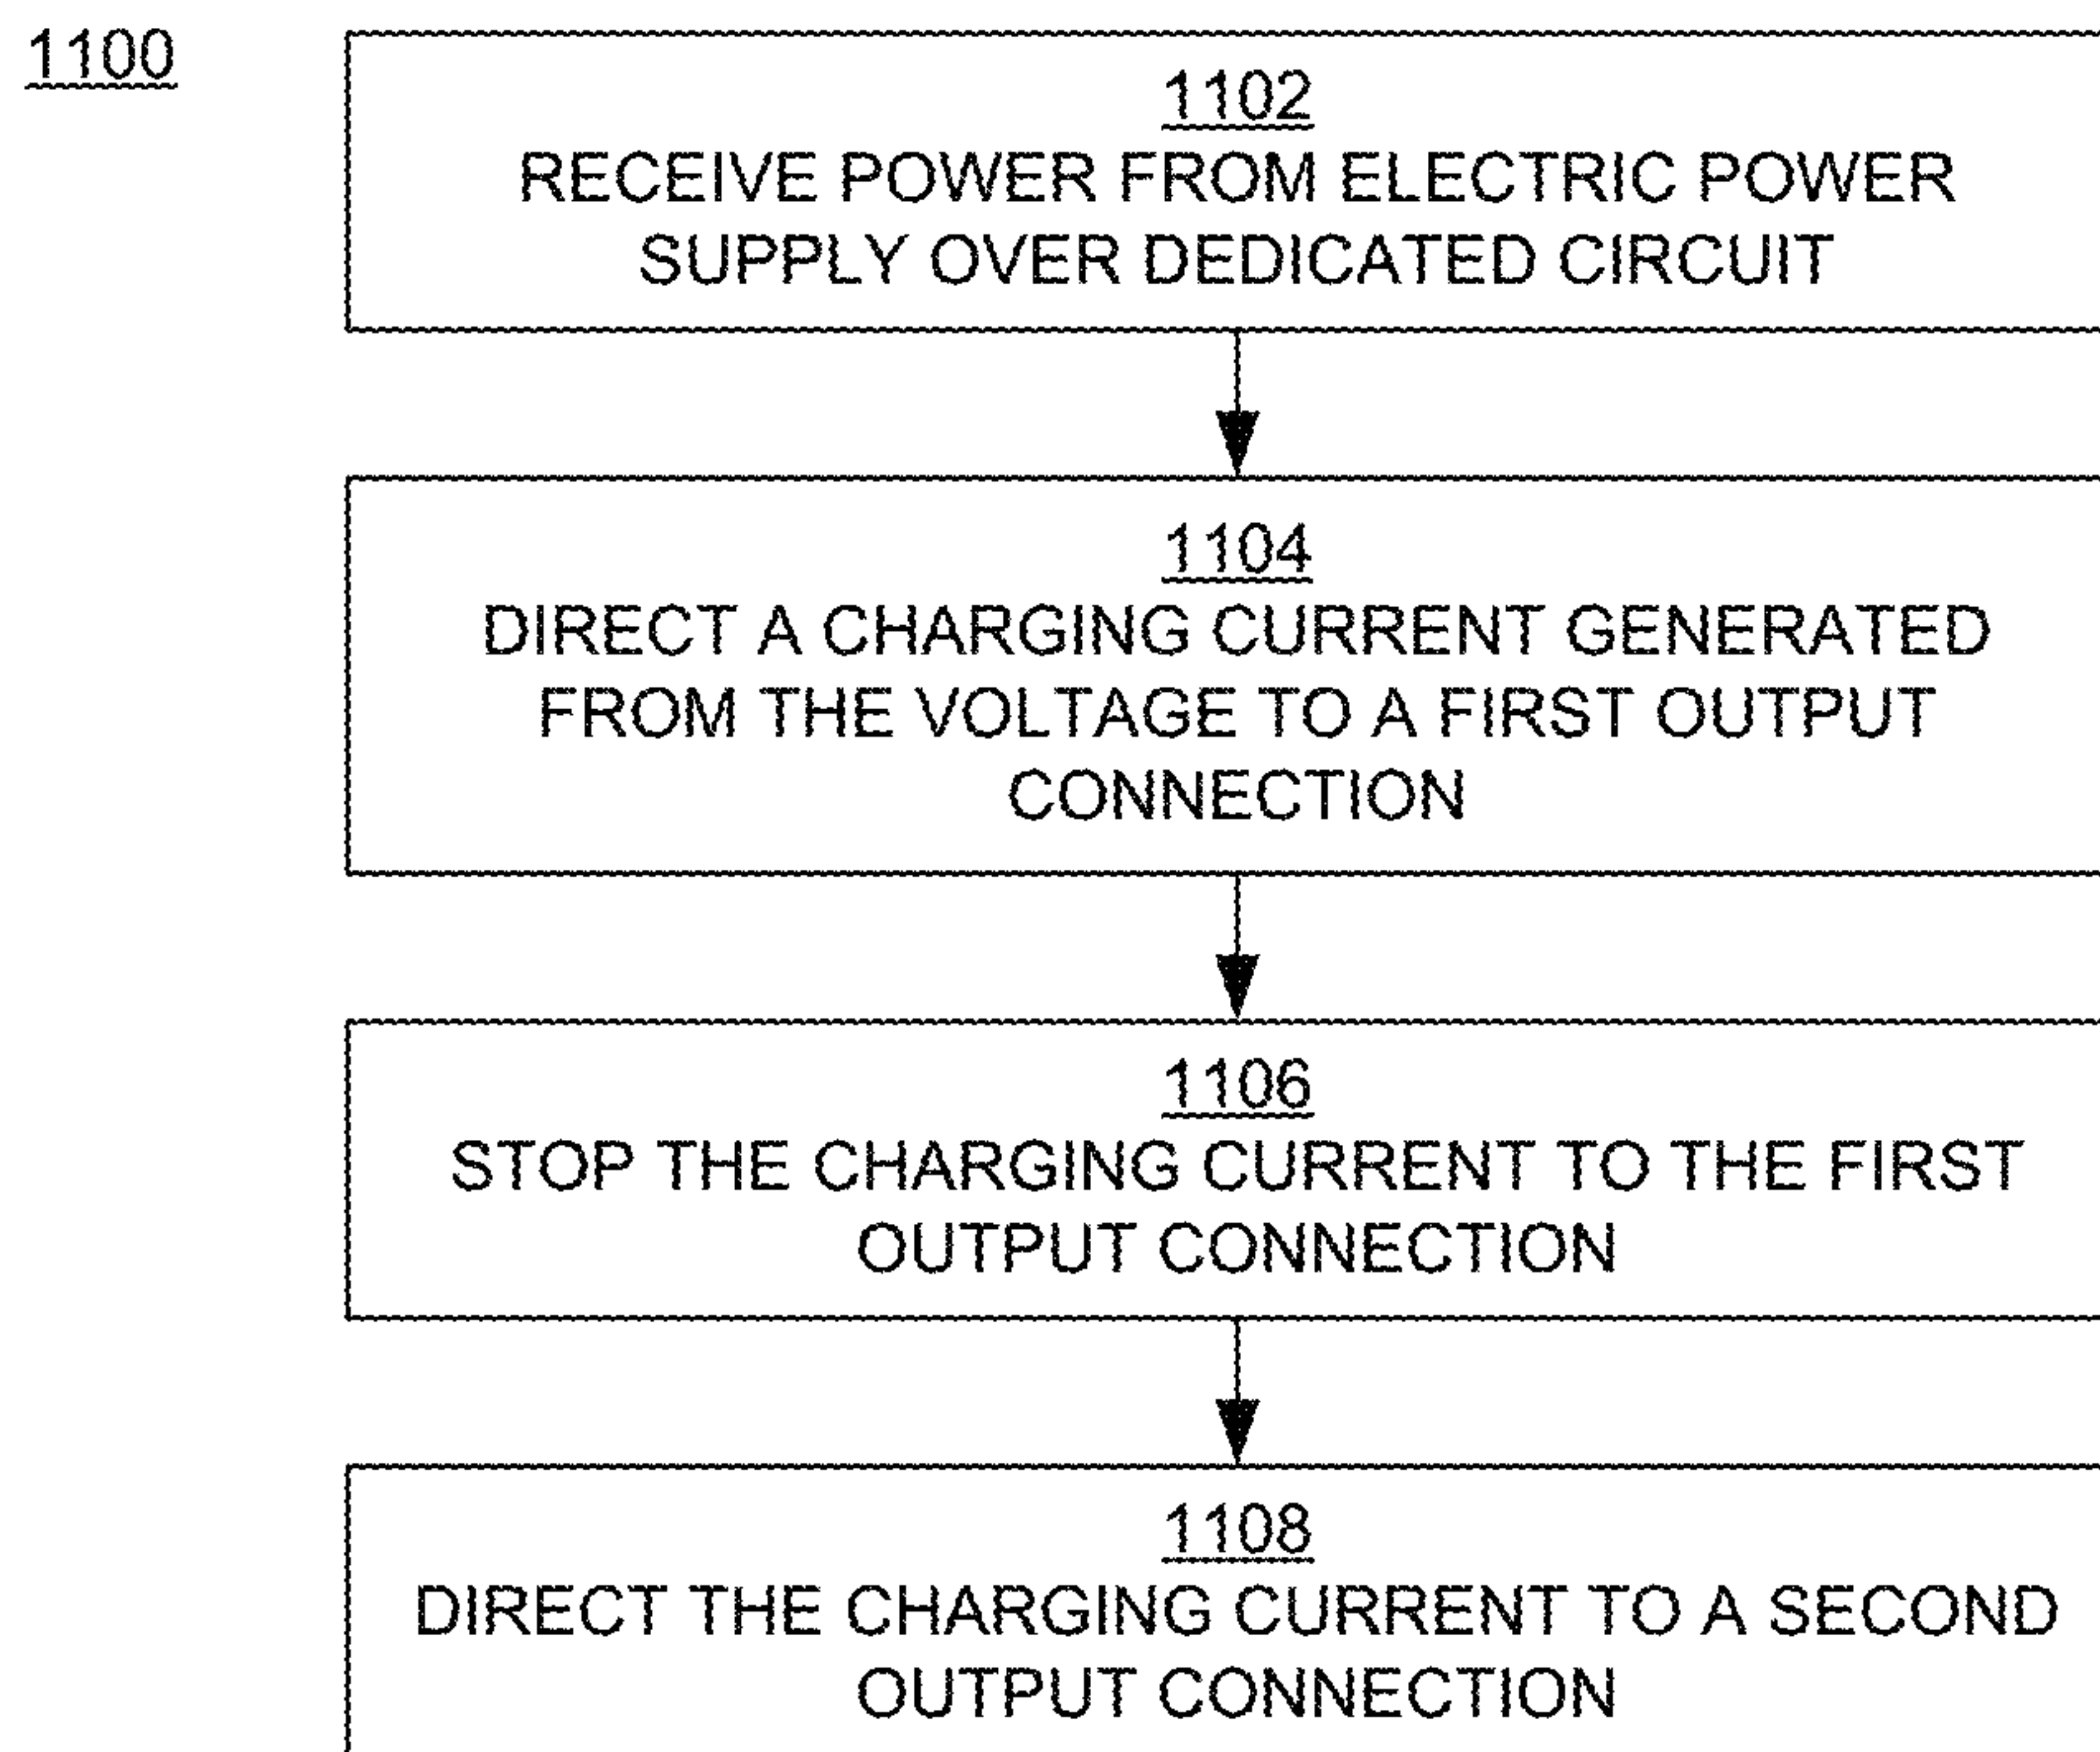 1100
1102
RECEIVE POWER FROM ELECTRIC POWER
SUPPLY OVER DEDICATED CIRCUIT
1104
DIRECT A CHARGING CURRENT GENERATED
FROM THE VOLTAGE TO A FIRST OUTPUT
CONNECTION
1106
STOP THE CHARGING CURRENT TO THE FIRST
OUTPUT CONNECTION
1108
DIRECT THE CHARGING CURRENT TO A SECOND
OUTPUT CONNECTION